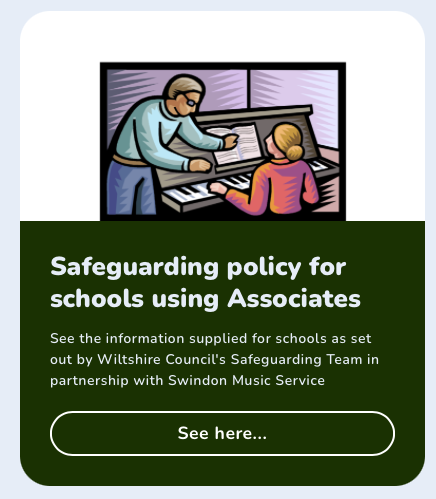 Safeguarding policy for
schools using Associates
See the information supplied for schools as set
out by Wiltshire Council's Safeguarding Team in
partnership with Swindon Music Service
See here...